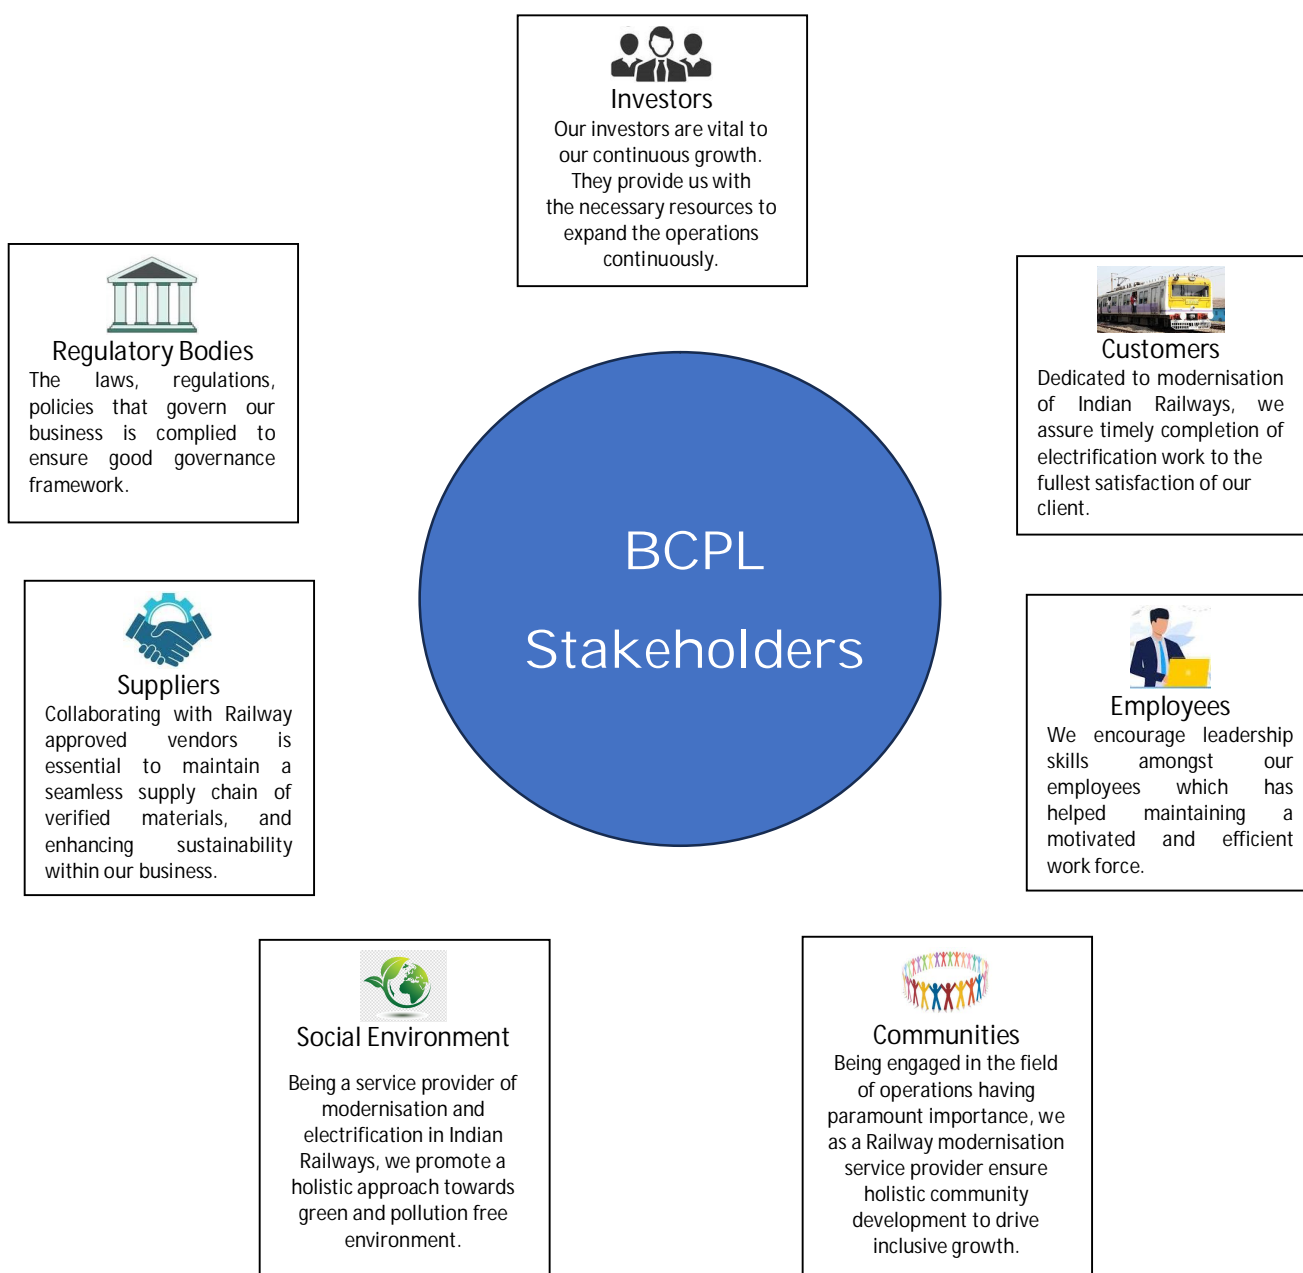 Investors
Our investors are vital to
our continuous growth.
They provide us with
the necessary resources to
expand the operations
continuously.
Regulatory Bodies
The laws, regulations,
policies that govern our
business is complied to
ensure good governance
framework.
Customers
Dedicated to modernisation
of Indian Railways, we
assure timely completion of
electrification work to the
fullest satisfaction of our
client.
BCPL
Stakeholders
Suppliers
Collaborating with Railway
approved vendors is
essential to maintain a
seamless supply chain of
verified materials, and
enhancing sustainability
within our business.
Employees
We encourage leadership
skills amongst our
employees which has
helped maintaining a
motivated and efficient
work force.
Social Environment
Being a service provider of
modernisation and
electrification in Indian
Railways, we promote a
holistic approach towards
green and pollution free
environment.
Communities
Being engaged in the field
of operations having
paramount importance, we
as a Railway modernisation
service provider ensure
holistic community
development to drive
inclusive growth.